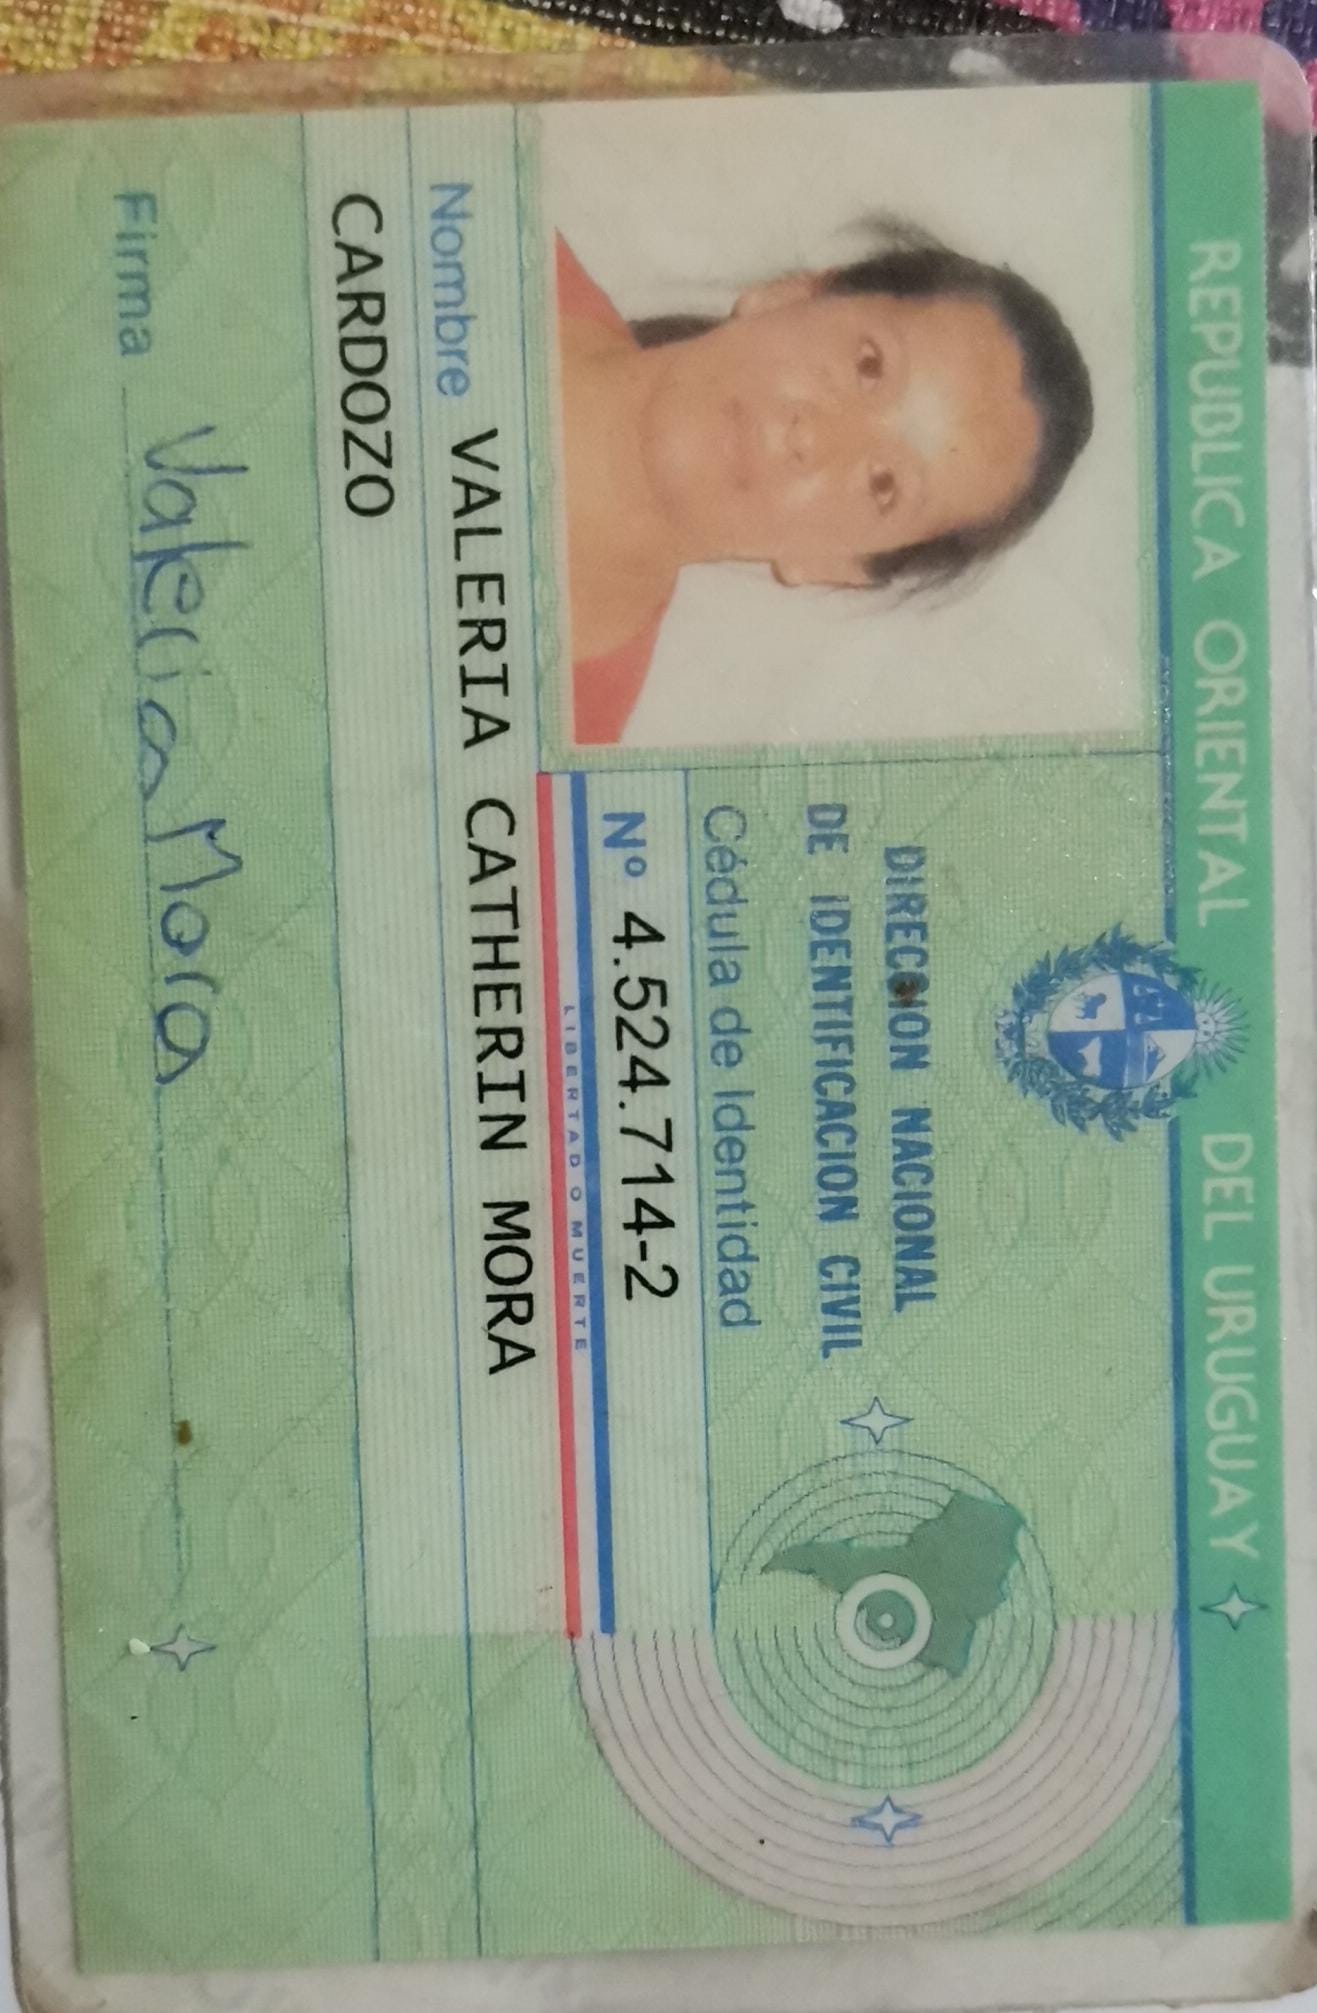 REPUBLICA ORIENTAL DEL URUGUAY
DIRECCION NACIONAL
DE IDENTIFICACION CIVIL
Cédula de Identidad
Nº 4.524.714-2
LIBERTAD O MUERTE
Nombre VALERIA CATHERIN MORA
CARDOZO
Firma Valeria Mora